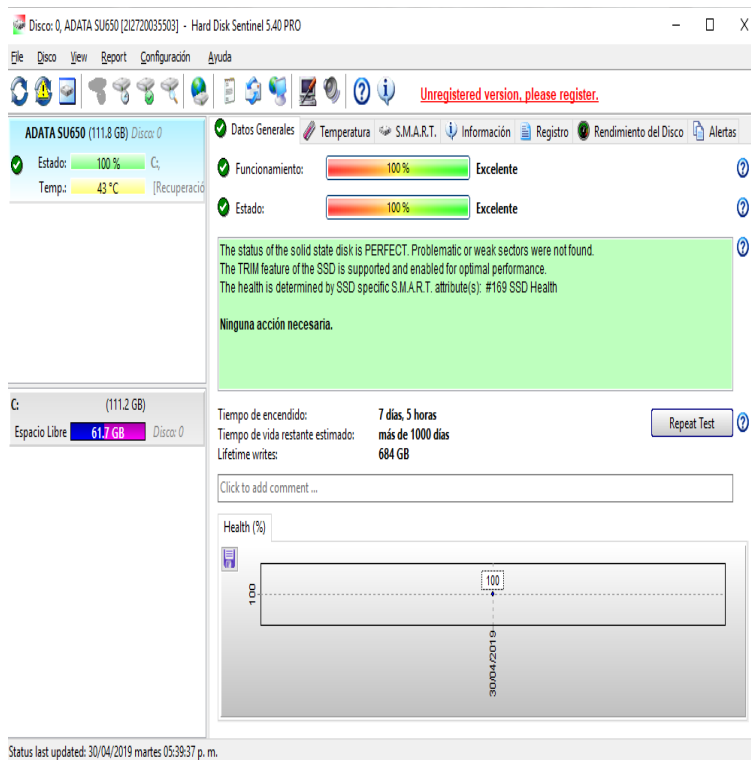 Disco: 0, ADATA SU650 [2I2720035503] - Hard Disk Sentinel 5.40 PRO
File Disco View Report Configuración Ayuda
Unregistered version, please register.
ADATA SU650 (111.8 GB) Disco: 0
Estado: 100 % C;
Temp.: 43 °C [Recuperació
C: (111.2 GB)
Espacio Libre 61.7 GB Disco: 0
Datos Generales Temperatura S.M.A.R.T. Información Registro Rendimiento del Disco Alertas
Funcionamiento: 100 % Excelente
Estado: 100 % Excelente
The status of the solid state disk is PERFECT. Problematic or weak sectors were not found.
The TRIM feature of the SSD is supported and enabled for optimal performance.
The health is determined by SSD specific S.M.A.R.T. attribute(s): #169 SSD Health
Ninguna acción necesaria.
Tiempo de encendido: 7 días, 5 horas
Tiempo de vida restante estimado: más de 1000 días
Lifetime writes: 684 GB
Repeat Test
Click to add comment ...
Health (%)
100
100
30/04/2019
Status last updated: 30/04/2019 martes 05:39:37 p. m.